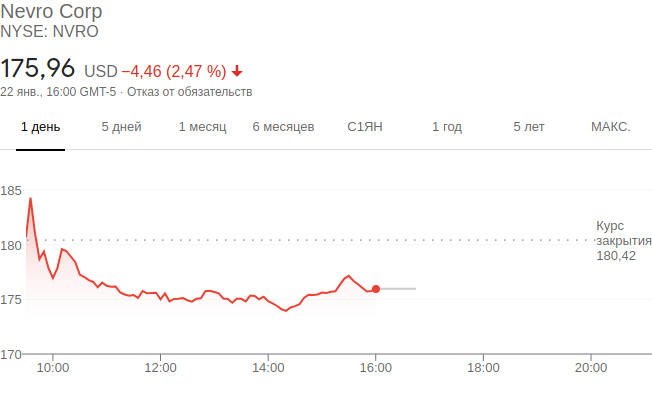 Nevro Corp
NYSE: NVRO
175,96 USD −4,46 (2,47 %)
22 янв., 16:00 GMT-5 · Отказ от обязательств
1 день 5 дней 1 месяц 6 месяцев С1ЯН 1 год 5 лет МАКС.
185
Курс
180 закрытия
180,42
175
170
10:00 12:00 14:00 16:00 18:00 20:00